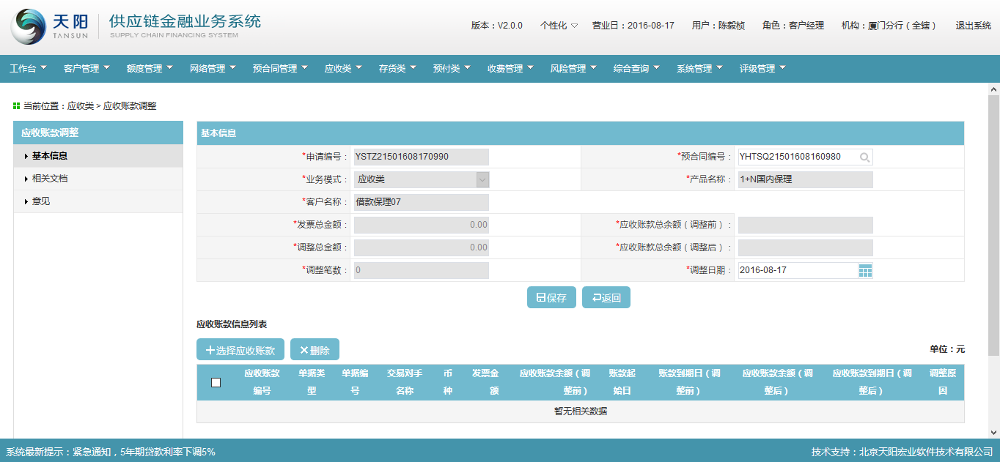 天阳 TANSUN 供应链金融业务系统 SUPPLY CHAIN FINANCING SYSTEM
版本：V2.0.0 个性化 营业日：2016-08-17 用户：陈毅桢 角色：客户经理 机构：厦门分行（全辖） 退出系统
工作台 客户管理 额度管理 网络管理 预合同管理 应收类 存货类 预付类 收费管理 风险管理 综合查询 系统管理 评级管理
当前位置：应收类 > 应收账款调整
应收账款调整
基本信息
相关文档
意见
基本信息
*申请编号： YSTZ21501608170990 *预合同编号： YHTSQ21501608160980
*业务模式： 应收类 *产品名称： 1+N国内保理
*客户名称： 借款保理07
*发票总金额： 0.00 *应收账款总余额（调整前）：
*调整总金额： 0.00 *应收账款总余额（调整后）：
*调整笔数： 0 *调整日期： 2016-08-17
保存 返回
应收账款信息列表
选择应收账款 删除 单位：元
应收账款编号 单据类型 单据编号 交易对手名称 币种 发票金额 应收账款余额（调整前） 账款起始日 账款到期日（调整前） 应收账款余额（调整后） 应收账款到期日（调整后） 调整原因
暂无相关数据
系统最新提示：紧急通知，5年期贷款利率下调5% 技术支持：北京天阳宏业软件技术有限公司